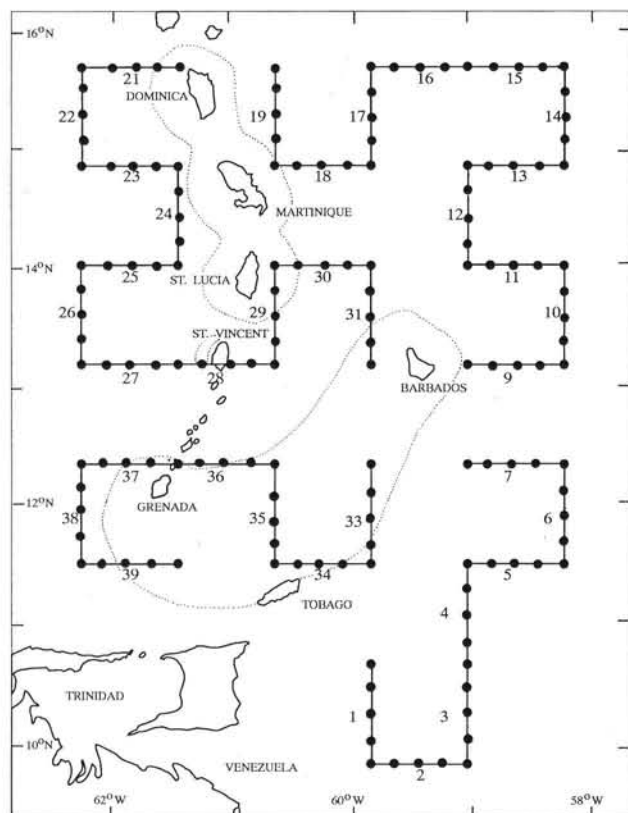 16°N
21
16
15
DOMINICA
22
19
17
14
23
18
13
24
MARTINIQUE
12
14°N
25
ST. LUCIA
30
11
26
29
31
10
ST. VINCENT
27
28
BARBADOS
9
37
36
7
12°N
GRENADA
38
35
33
6
39
34
5
TOBAGO
4
TRINIDAD
1
3
10°N
VENEZUELA
2
62°W
60°W
58°W